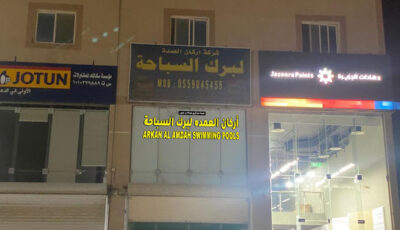 JOTUN
شركة اركان العمدة
لبرك السباحة
MOB : 0559045455
أركان العمده لبرك السباحة
ARKAN AL AMDAH SWIMMING POOLS
Jazeera Paints
دهانات الجزيرة